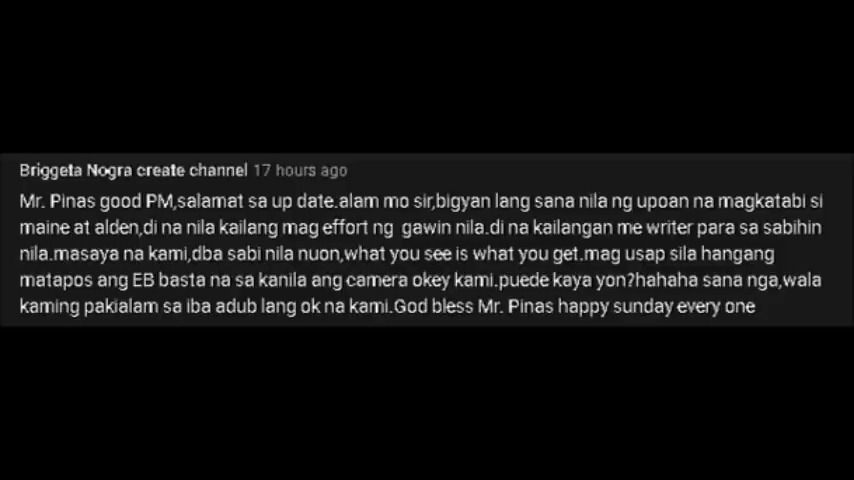 Briggeta Nogra create channel 17 hours ago
Mr. Pinas good PM,salamat sa up date.alam mo sir,bigyan lang sana nila ng upoan na magkatabi si
maine at alden,di na nila kailang mag effort ng gawin nila.di na kailangan me writer para sa sabihin
nila.masaya na kami,dba sabi nila nuon,what you see is what you get.mag usap sila hangang
matapos ang EB basta na sa kanila ang camera okey kami.puede kaya yon?hahaha sana nga,wala
kaming pakialam sa iba adub lang ok na kami.God bless Mr. Pinas happy sunday every one